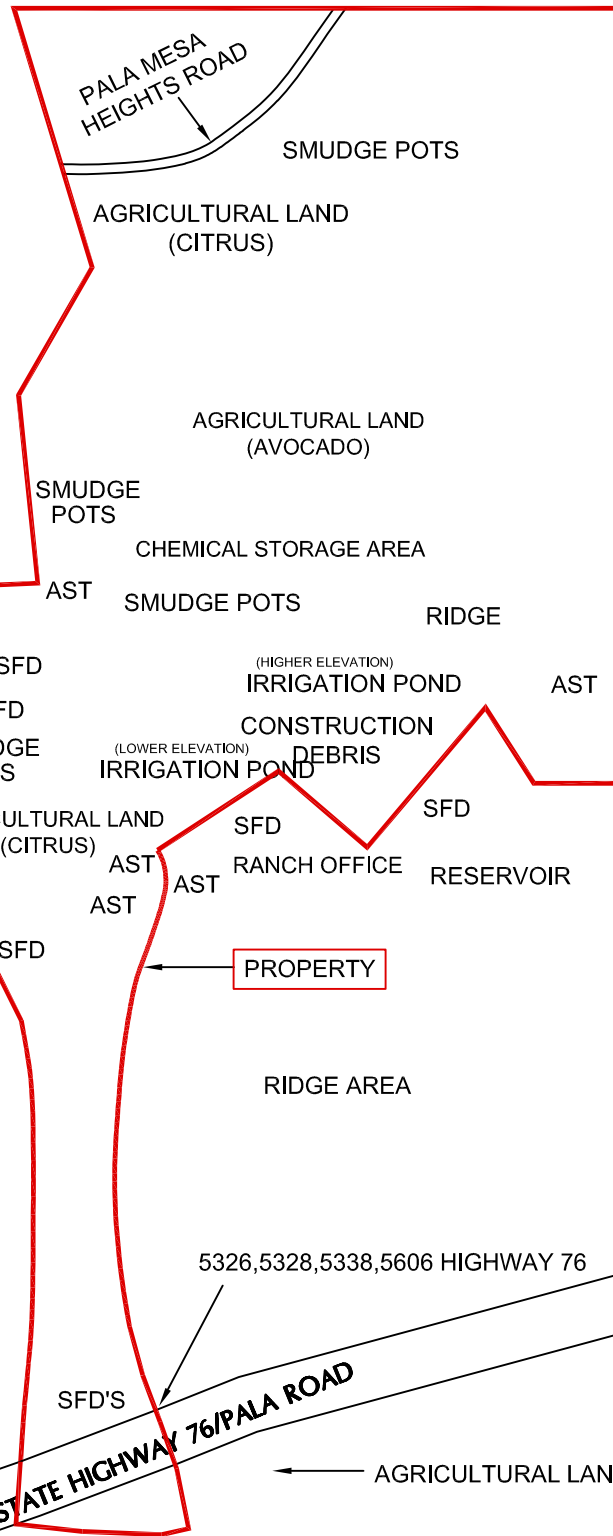 PALA MESA
HEIGHTS ROAD
SMUDGE POTS
AGRICULTURAL LAND
(CITRUS)
AGRICULTURAL LAND
(AVOCADO)
SMUDGE
POTS
CHEMICAL STORAGE AREA
AST
SMUDGE POTS
RIDGE
SFD
(HIGHER ELEVATION)
IRRIGATION POND
AST
FD
CONSTRUCTION
DEBRIS
DGE
S
(LOWER ELEVATION)
IRRIGATION POND
CULTURAL LAND
(CITRUS)
SFD
SFD
AST
AST
RANCH OFFICE
RESERVOIR
AST
SFD
PROPERTY
RIDGE AREA
5326,5328,5338,5606 HIGHWAY 76
SFD'S
STATE HIGHWAY 76/PALA ROAD
AGRICULTURAL LAN